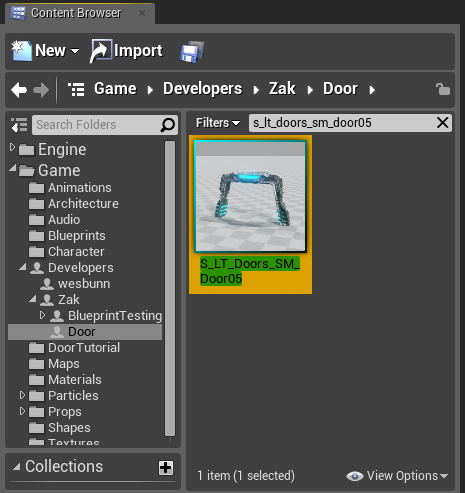 Content Browser
New
Import
Game
Developers
Zak
Door
Search Folders
Engine
Game
Animations
Architecture
Audio
Blueprints
Character
Developers
wesbunn
Zak
BlueprintTesting
Door
DoorTutorial
Maps
Materials
Particles
Props
Shapes
Textures
Collections
Filters
s_lt_doors_sm_door05
S_LT_Doors_SM_
Door05
1 item (1 selected)
View Options